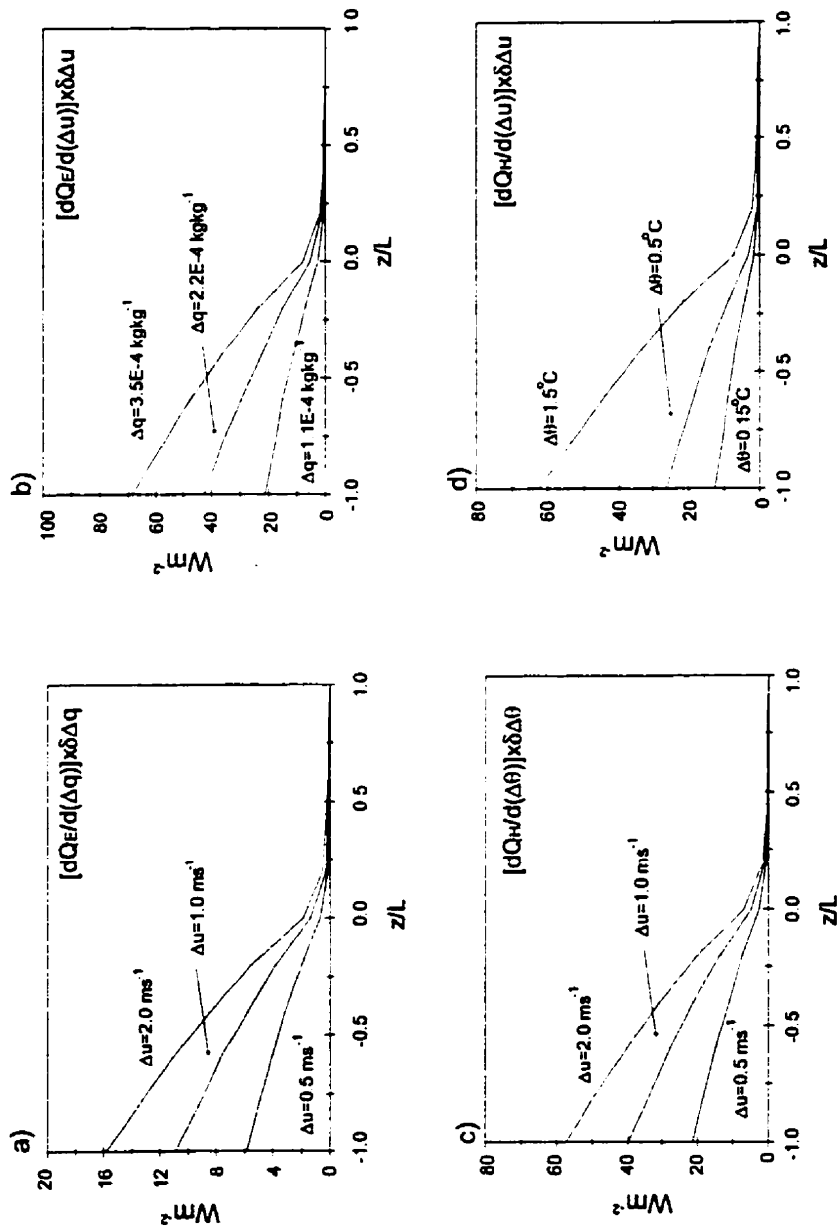 a)
[dQE/d(Δq)]xδΔq
20
16
12
8
4
0
Wm-2
Δu=2.0 ms-1
Δu=1.0 ms-1
Δu=0.5 ms-1
-1.0 -0.5 0.0 0.5 1.0
z/L
b)
[dQE/d(Δu)]xδΔu
100
80
60
40
20
0
Wm-2
Δq=3.5E-4 kgkg-1
Δq=2.2E-4 kgkg-1
Δq=1 1E-4 kgkg-1
-1.0 -0.5 0.0 0.5 1.0
z/L
c)
[dQH/d(Δθ)]xδΔθ
80
60
40
20
0
Wm-2
Δu=2.0 ms-1
Δu=1.0 ms-1
Δu=0.5 ms-1
-1.0 -0.5 0.0 0.5 1.0
z/L
d)
[dQH/d(Δu)]xδΔu
80
60
40
20
0
Wm-2
Δθ=1.5°C
Δθ=0.5°C
Δθ=0 15°C
-1.0 -0.5 0.0 0.5 1.0
z/L